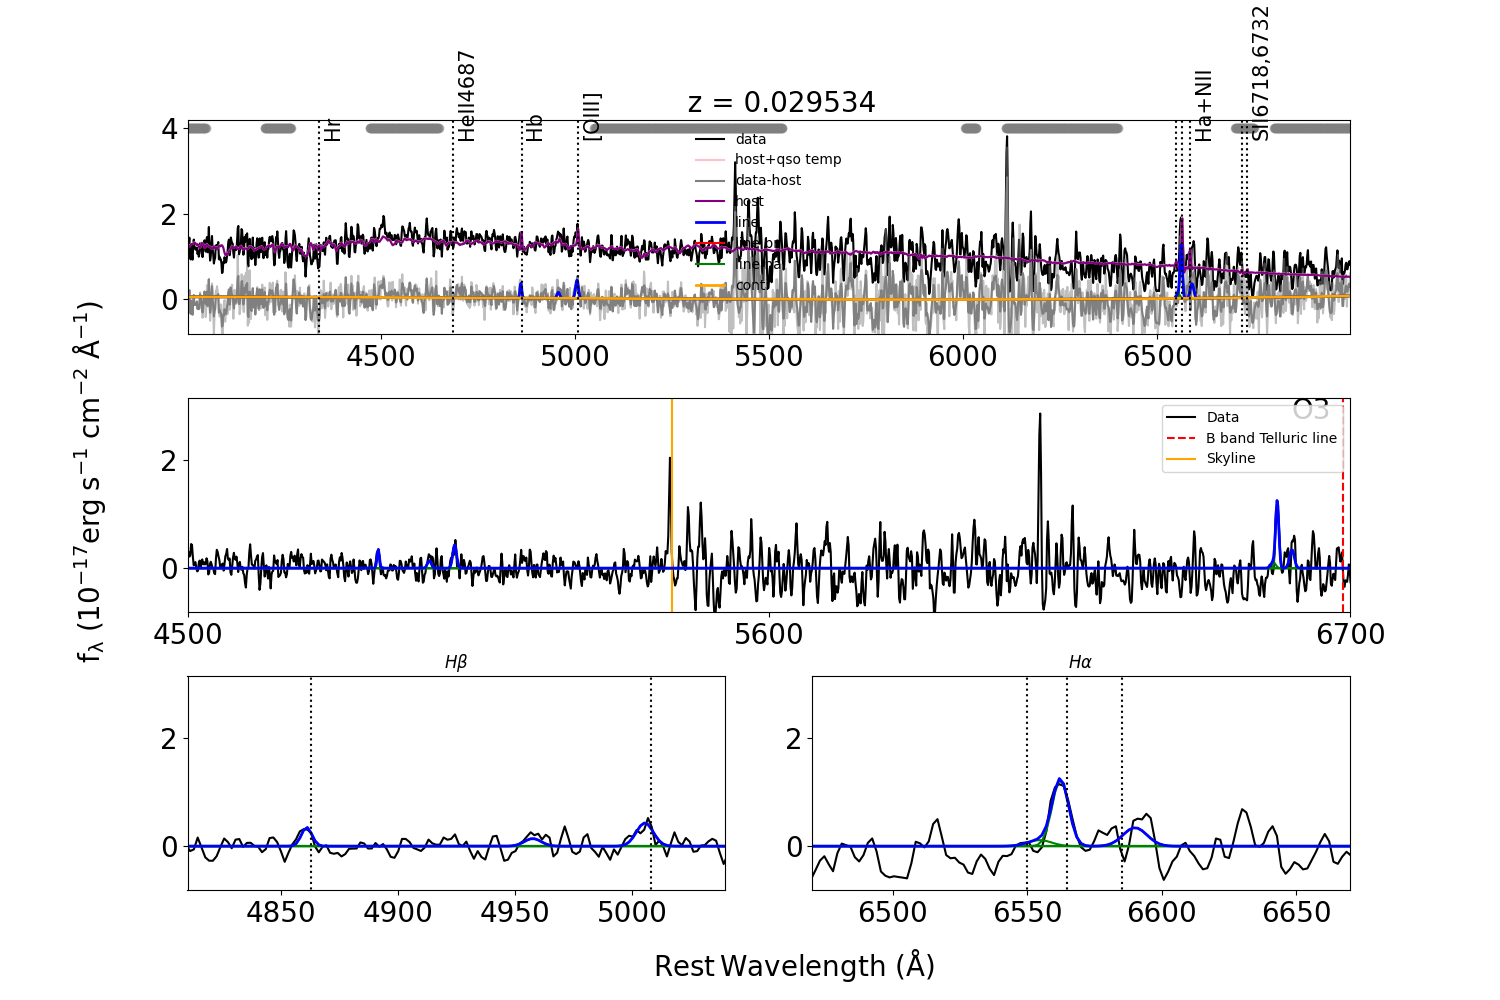 Hr
HeII4687
Hb
[OIII]
Ha+NII
SII6718,6732
z = 0.029534
4
2
0
data
host+qso temp
data-host
host
line
cont
4500 5000 5500 6000 6500
O3
Data
B band Telluric line
Skyline
2
0
4500 5600 6700
Hβ
2
0
4850 4900 4950 5000
Hα
2
0
6500 6550 6600 6650
fλ (10−17erg s−1 cm−2 Å−1)
Rest Wavelength (Å)